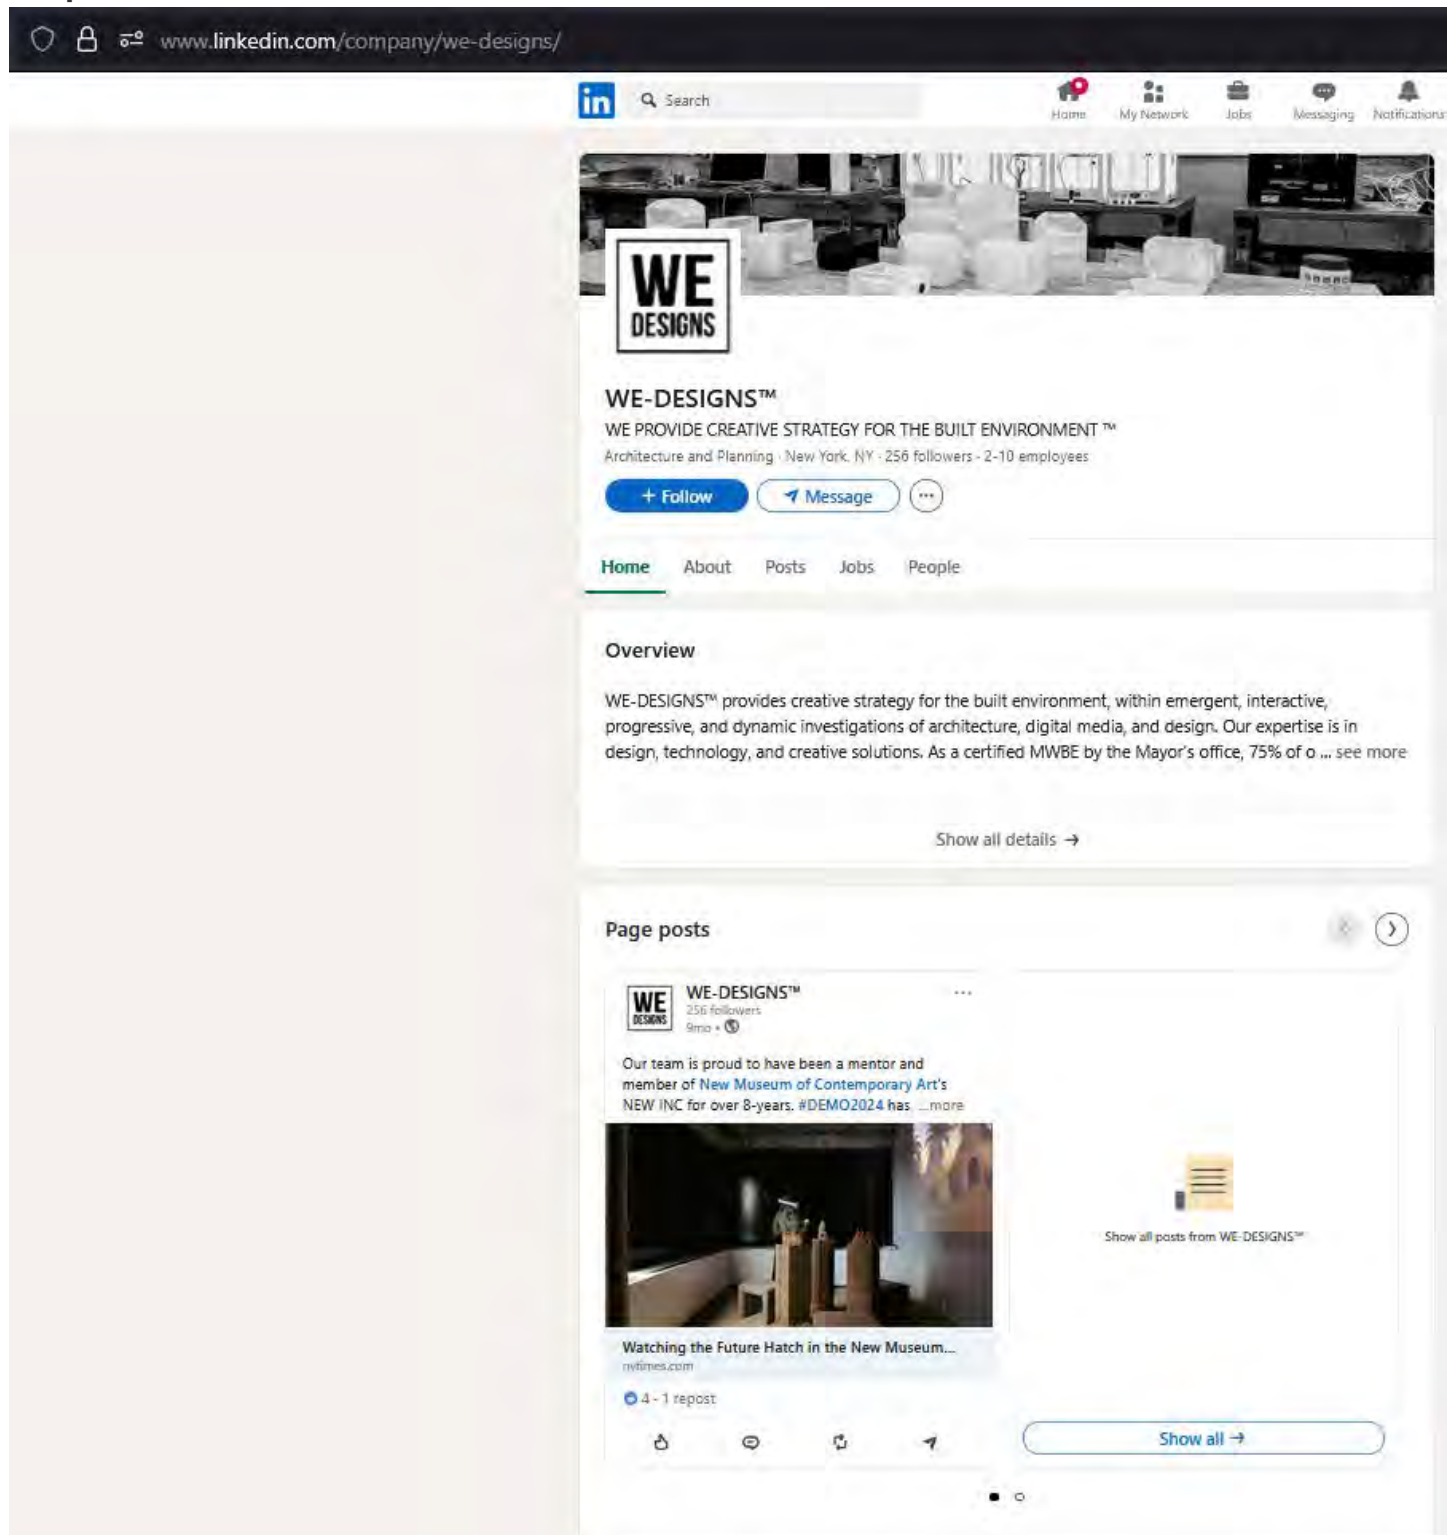 www.linkedin.com/company/we-designs/
in
Search
Home
My Network
Jobs
Messaging
Notifications
WE
DESIGNS
WE-DESIGNS™
WE PROVIDE CREATIVE STRATEGY FOR THE BUILT ENVIRONMENT ™
Architecture and Planning · New York, NY · 256 followers · 2-10 employees
+ Follow
Message
Home
About
Posts
Jobs
People
Overview
WE-DESIGNS™ provides creative strategy for the built environment, within emergent, interactive,
progressive, and dynamic investigations of architecture, digital media, and design. Our expertise is in
design, technology, and creative solutions. As a certified MWBE by the Mayor's office, 75% of o ... see more
Show all details →
Page posts
WE
DESIGNS
WE-DESIGNS™
256 followers
9mo •
Our team is proud to have been a mentor and
member of New Museum of Contemporary Art's
NEW INC for over 8-years. #DEMO2024 has ...more
Watching the Future Hatch in the New Museum...
nytimes.com
4 · 1 repost
Show all posts from WE-DESIGNS™
Show all →